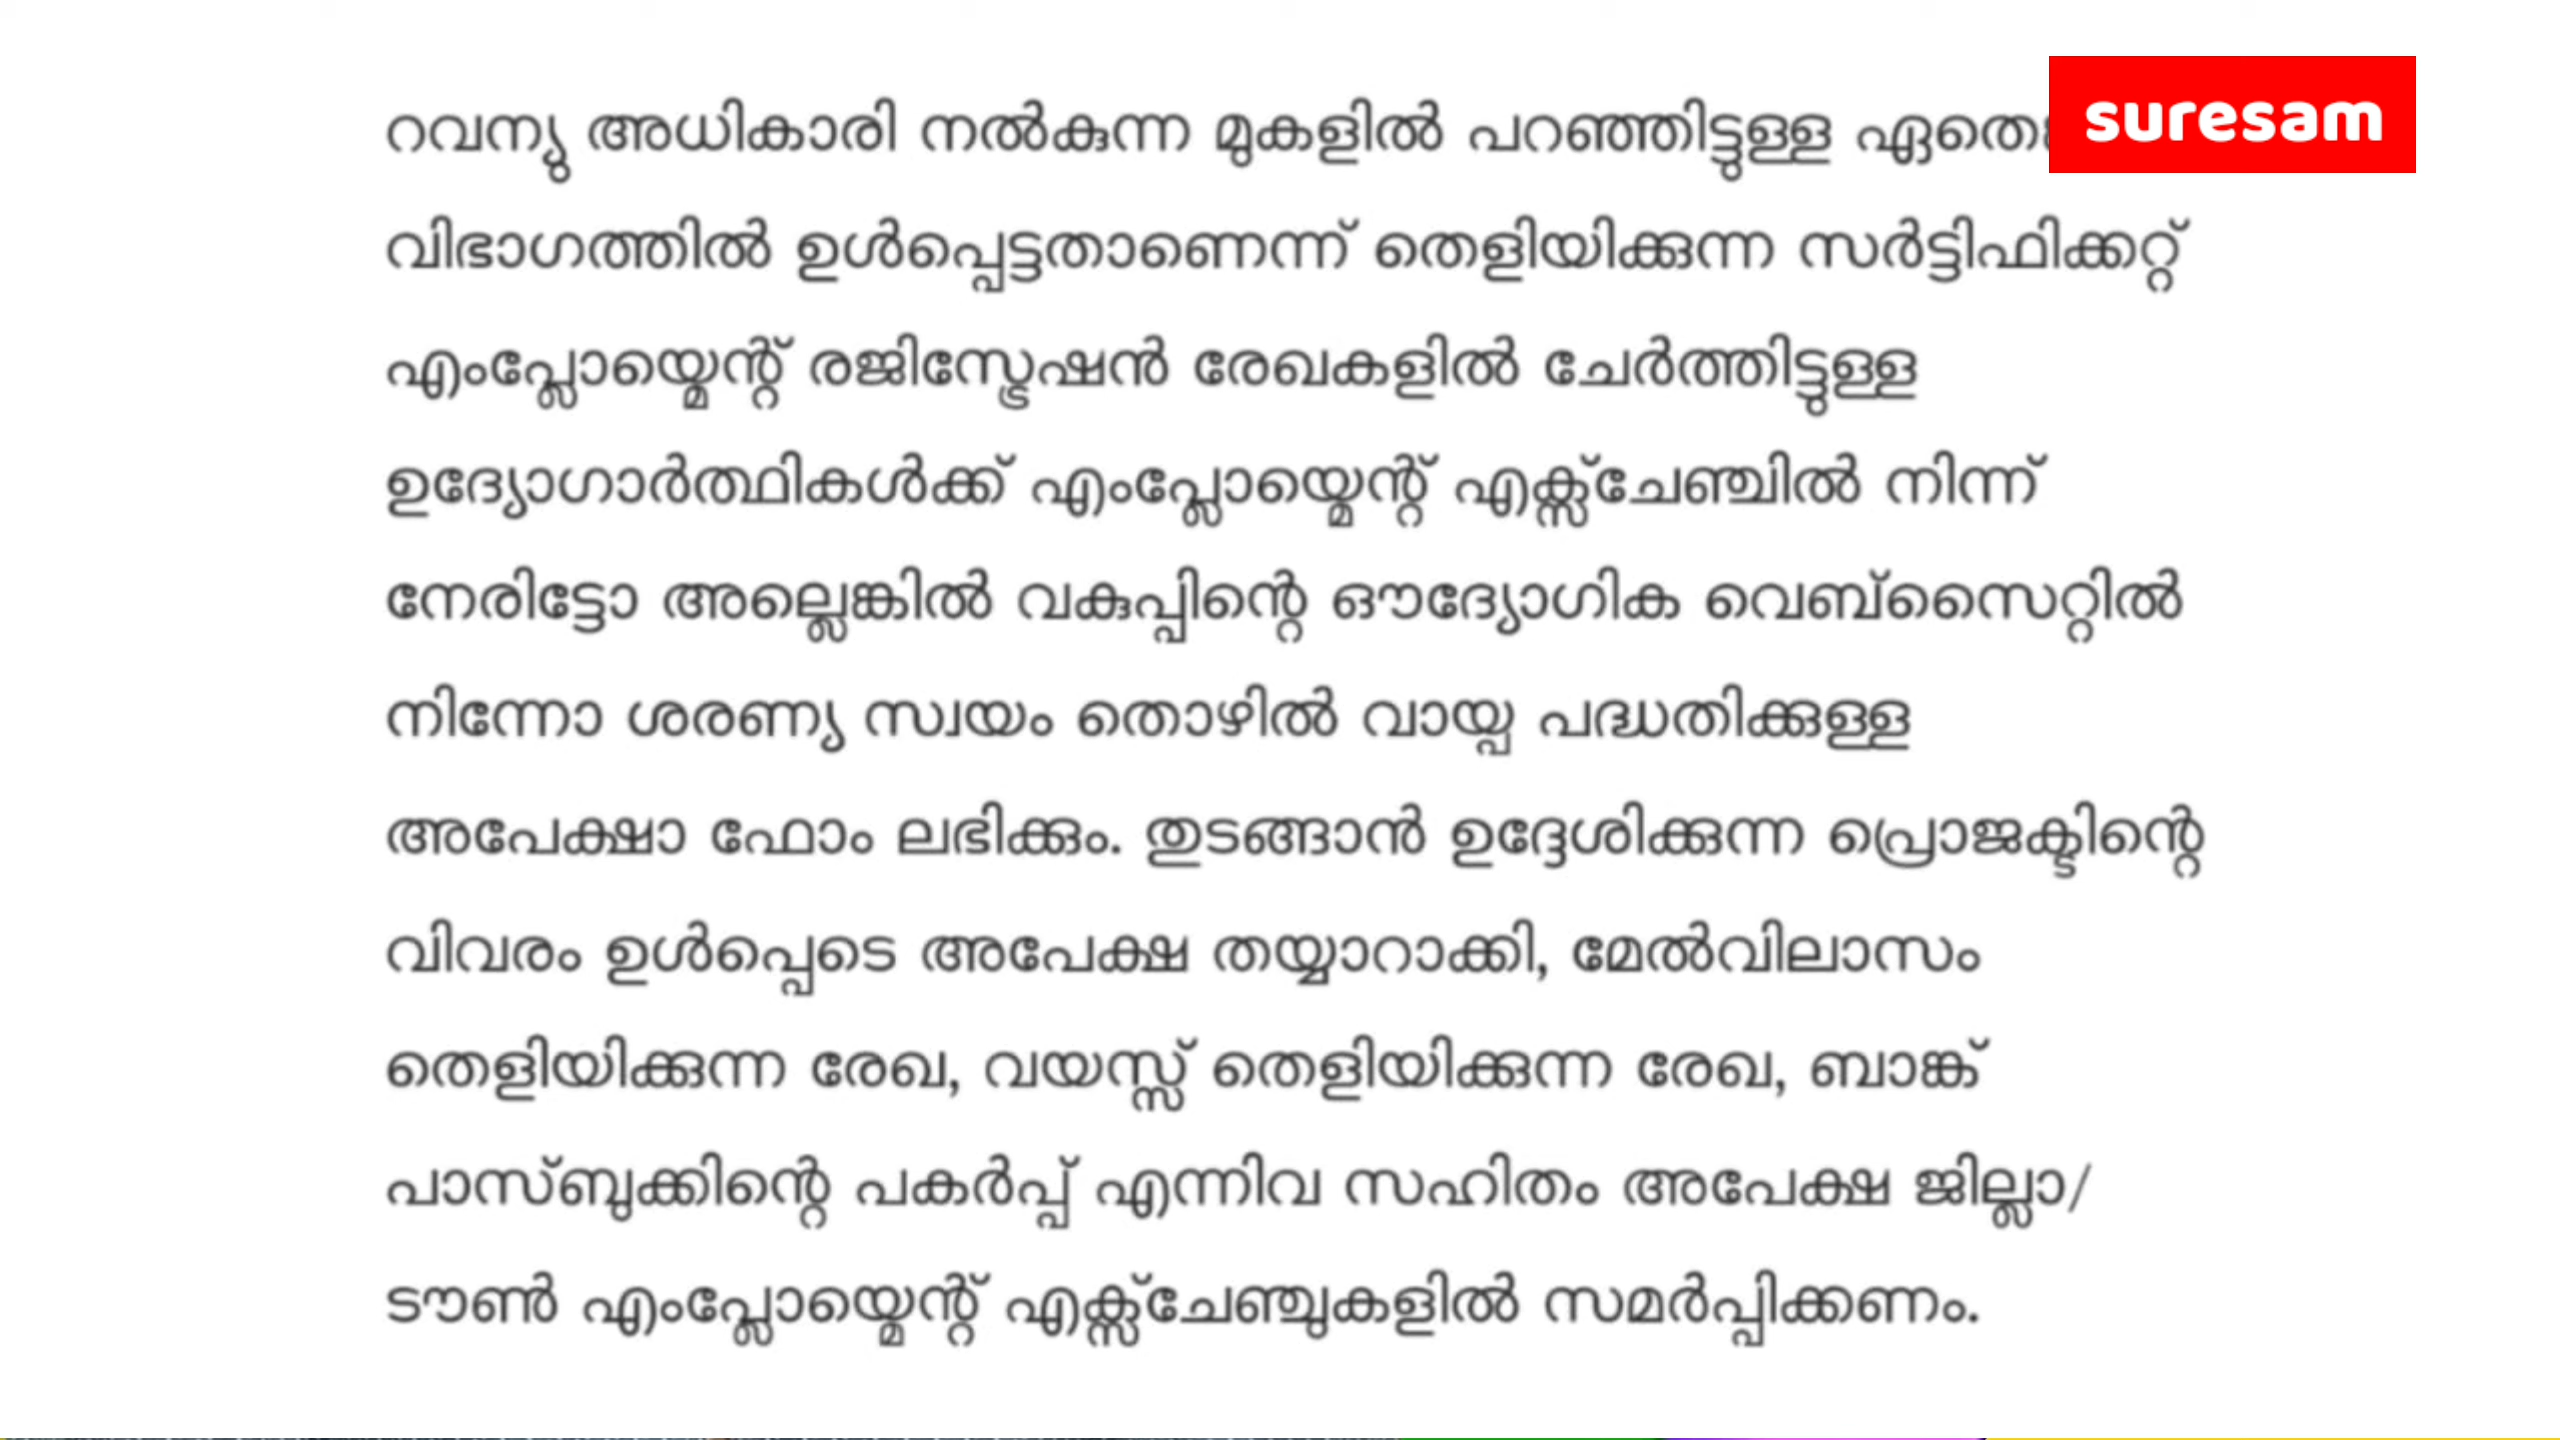 റവന്യു അധികാരി നൽകുന്ന മുകളിൽ പറഞ്ഞിട്ടുള്ള
suresam
വിഭാഗത്തിൽ ഉൾപ്പെട്ടതാണെന്ന് തെളിയിക്കുന്ന സർട്ടിഫിക്കറ്റ്
എംപ്ലോയ്മെന്റ് രജിസ്ട്രേഷൻ രേഖകളിൽ ചേർത്തിട്ടുള്ള
ഉദ്യോഗാർത്ഥികൾക്ക് എംപ്ലോയ്മെന്റ് എക്സ്ചേഞ്ചിൽ നിന്ന്
നേരിട്ടോ അല്ലെങ്കിൽ വകുപ്പിന്റെ ഔദ്യോഗിക വെബ്സൈറ്റിൽ
നിന്നോ ശരണ്യ സ്വയം തൊഴിൽ വായ്പ പദ്ധതിക്കുള്ള
അപേക്ഷാ ഫോം ലഭിക്കും. തുടങ്ങാൻ ഉദ്ദേശിക്കുന്ന പ്രൊജക്ടിന്റെ
വിവരം ഉൾപ്പെടെ അപേക്ഷ തയ്യാറാക്കി, മേൽവിലാസം
തെളിയിക്കുന്ന രേഖ, വയസ്സ് തെളിയിക്കുന്ന രേഖ, ബാങ്ക്
പാസ്ബുക്കിന്റെ പകർപ്പ് എന്നിവ സഹിതം അപേക്ഷ ജില്ലാ/
ടൗൺ എംപ്ലോയ്മെന്റ് എക്സ്ചേഞ്ചുകളിൽ സമർപ്പിക്കണം.